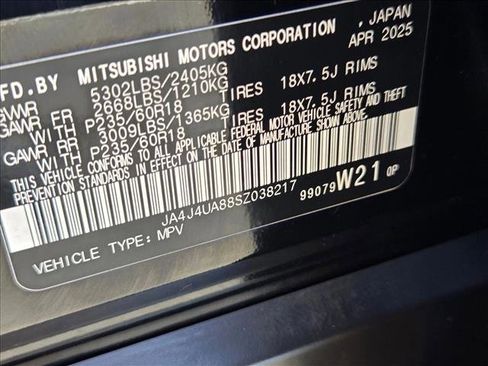 MFD.BY MITSUBISHI MOTORS CORPORATION , JAPAN
GVWR 5302LBS/2405KG APR 2025
GAWR FR 2668LBS/1210KG TIRES RIMS
WITH P235/60R18 18X7.5J
GAWR RR 3009LBS/1365KG TIRES RIMS
WITH P235/60R18 18X7.5J
THIS VEHICLE CONFORMS TO ALL APPLICABLE FEDERAL MOTOR VEHICLE SAFETY AND THEFT
PREVENTION STANDARDS IN EFFECT ON THE DATE OF MANUFACTURE SHOWN ABOVE.
JA4J4UA88SZ038217
VEHICLE TYPE: MPV 99079 W21 0P